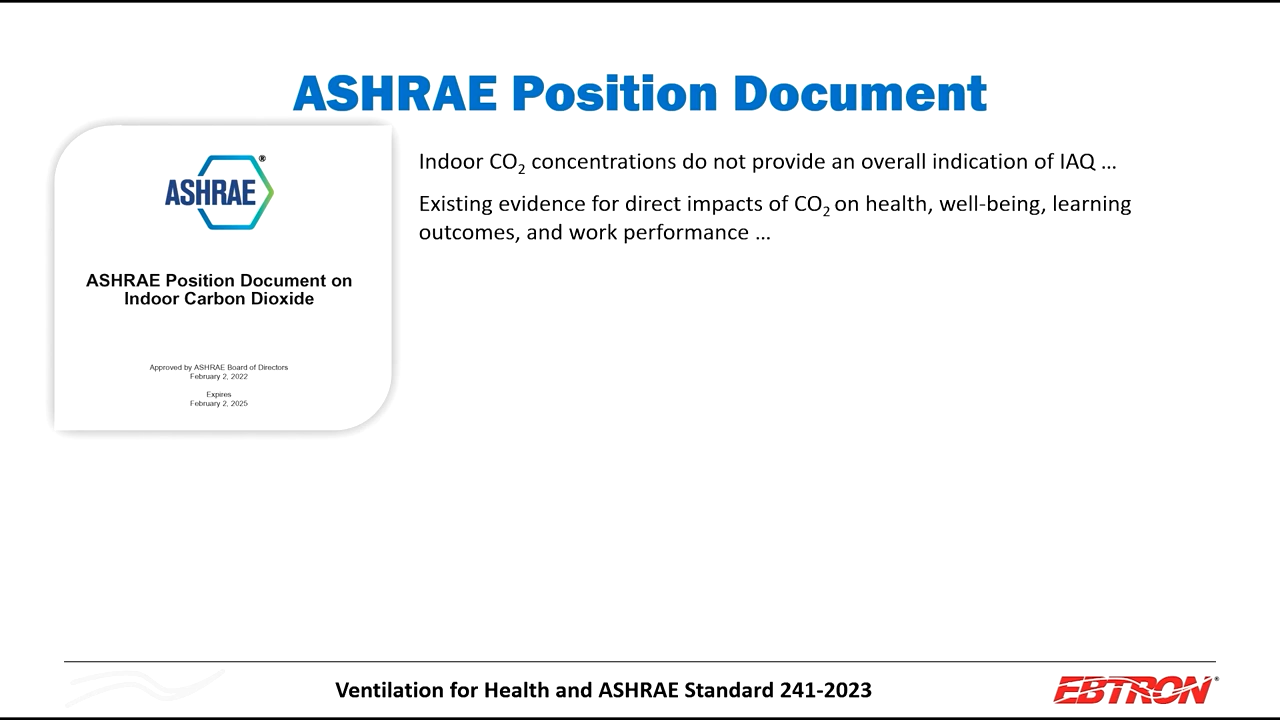 ASHRAE Position Document
ASHRAE®
ASHRAE Position Document on
Indoor Carbon Dioxide
Approved by ASHRAE Board of Directors
February 2, 2022
Expires
February 2, 2025
Indoor CO₂ concentrations do not provide an overall indication of IAQ …
Existing evidence for direct impacts of CO₂ on health, well-being, learning
outcomes, and work performance …
Ventilation for Health and ASHRAE Standard 241-2023
EBTRON®